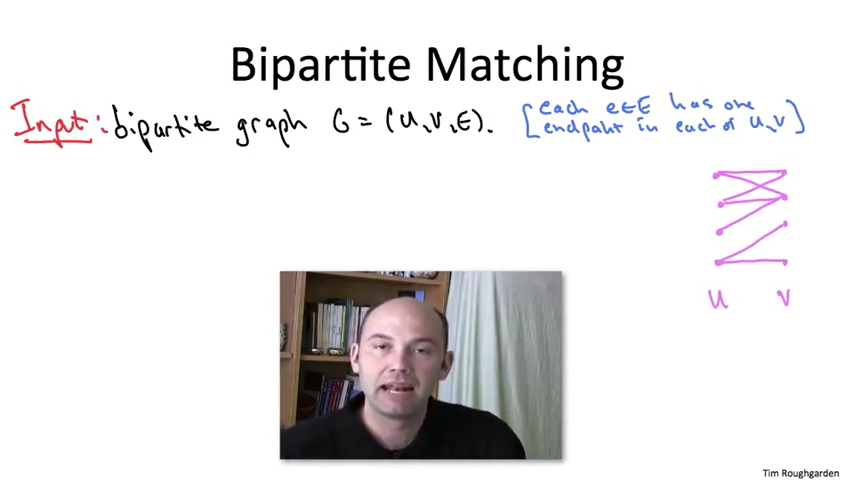 Bipartite Matching
Input: bipartite graph G = (U, V, E). [each e∈E has one
endpoint in each of U, V]
U V
Tim Roughgarden